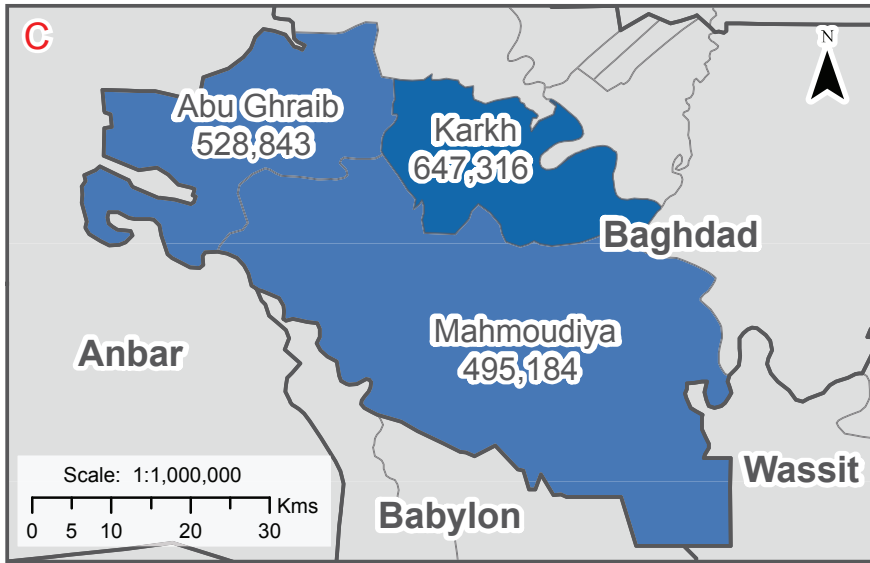 C
N
Abu Ghraib
528,843
Karkh
647,316
Baghdad
Mahmoudiya
495,184
Anbar
Wassit
Babylon
Scale: 1:1,000,000
Kms
0 5 10 20 30